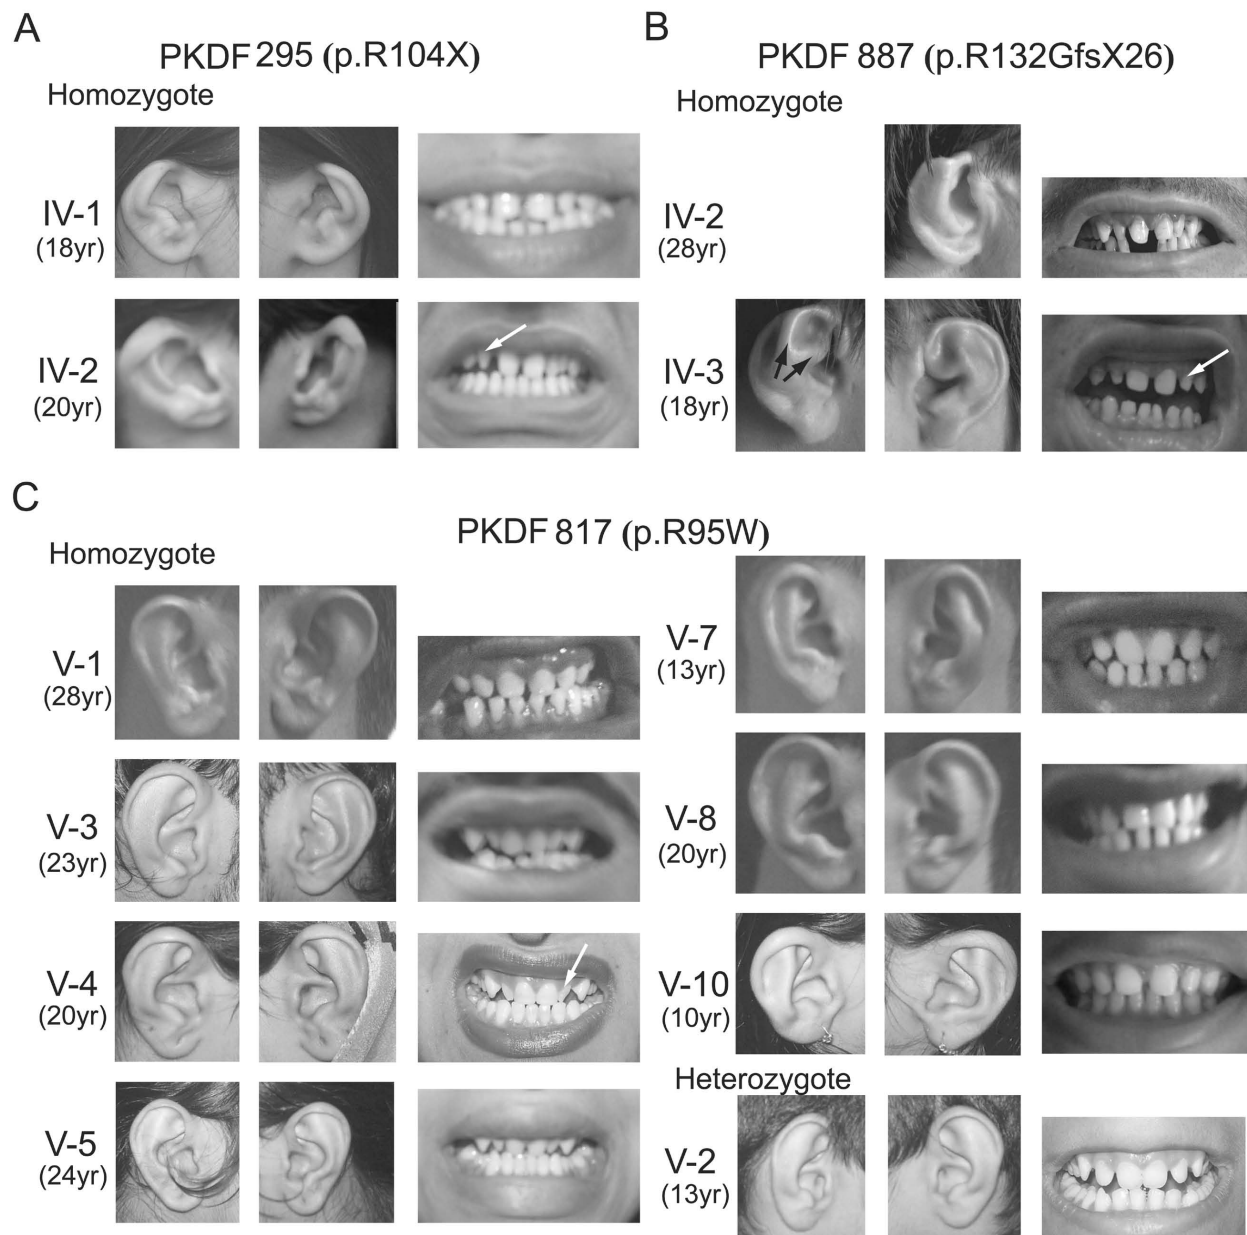 A
PKDF 295 (p.R104X)
Homozygote
IV-1
(18yr)
IV-2
(20yr)
B
PKDF 887 (p.R132GfsX26)
Homozygote
IV-2
(28yr)
IV-3
(18yr)
C
PKDF 817 (p.R95W)
Homozygote
V-1
(28yr)
V-3
(23yr)
V-4
(20yr)
V-5
(24yr)
V-7
(13yr)
V-8
(20yr)
V-10
(10yr)
Heterozygote
V-2
(13yr)